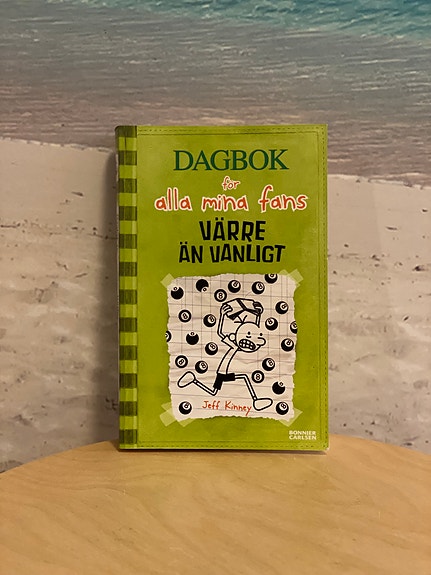 DAGBOK
för
alla mina fans
VÄRRE
ÄN VANLIGT
Jeff Kinney
BONNIER
CARLSEN